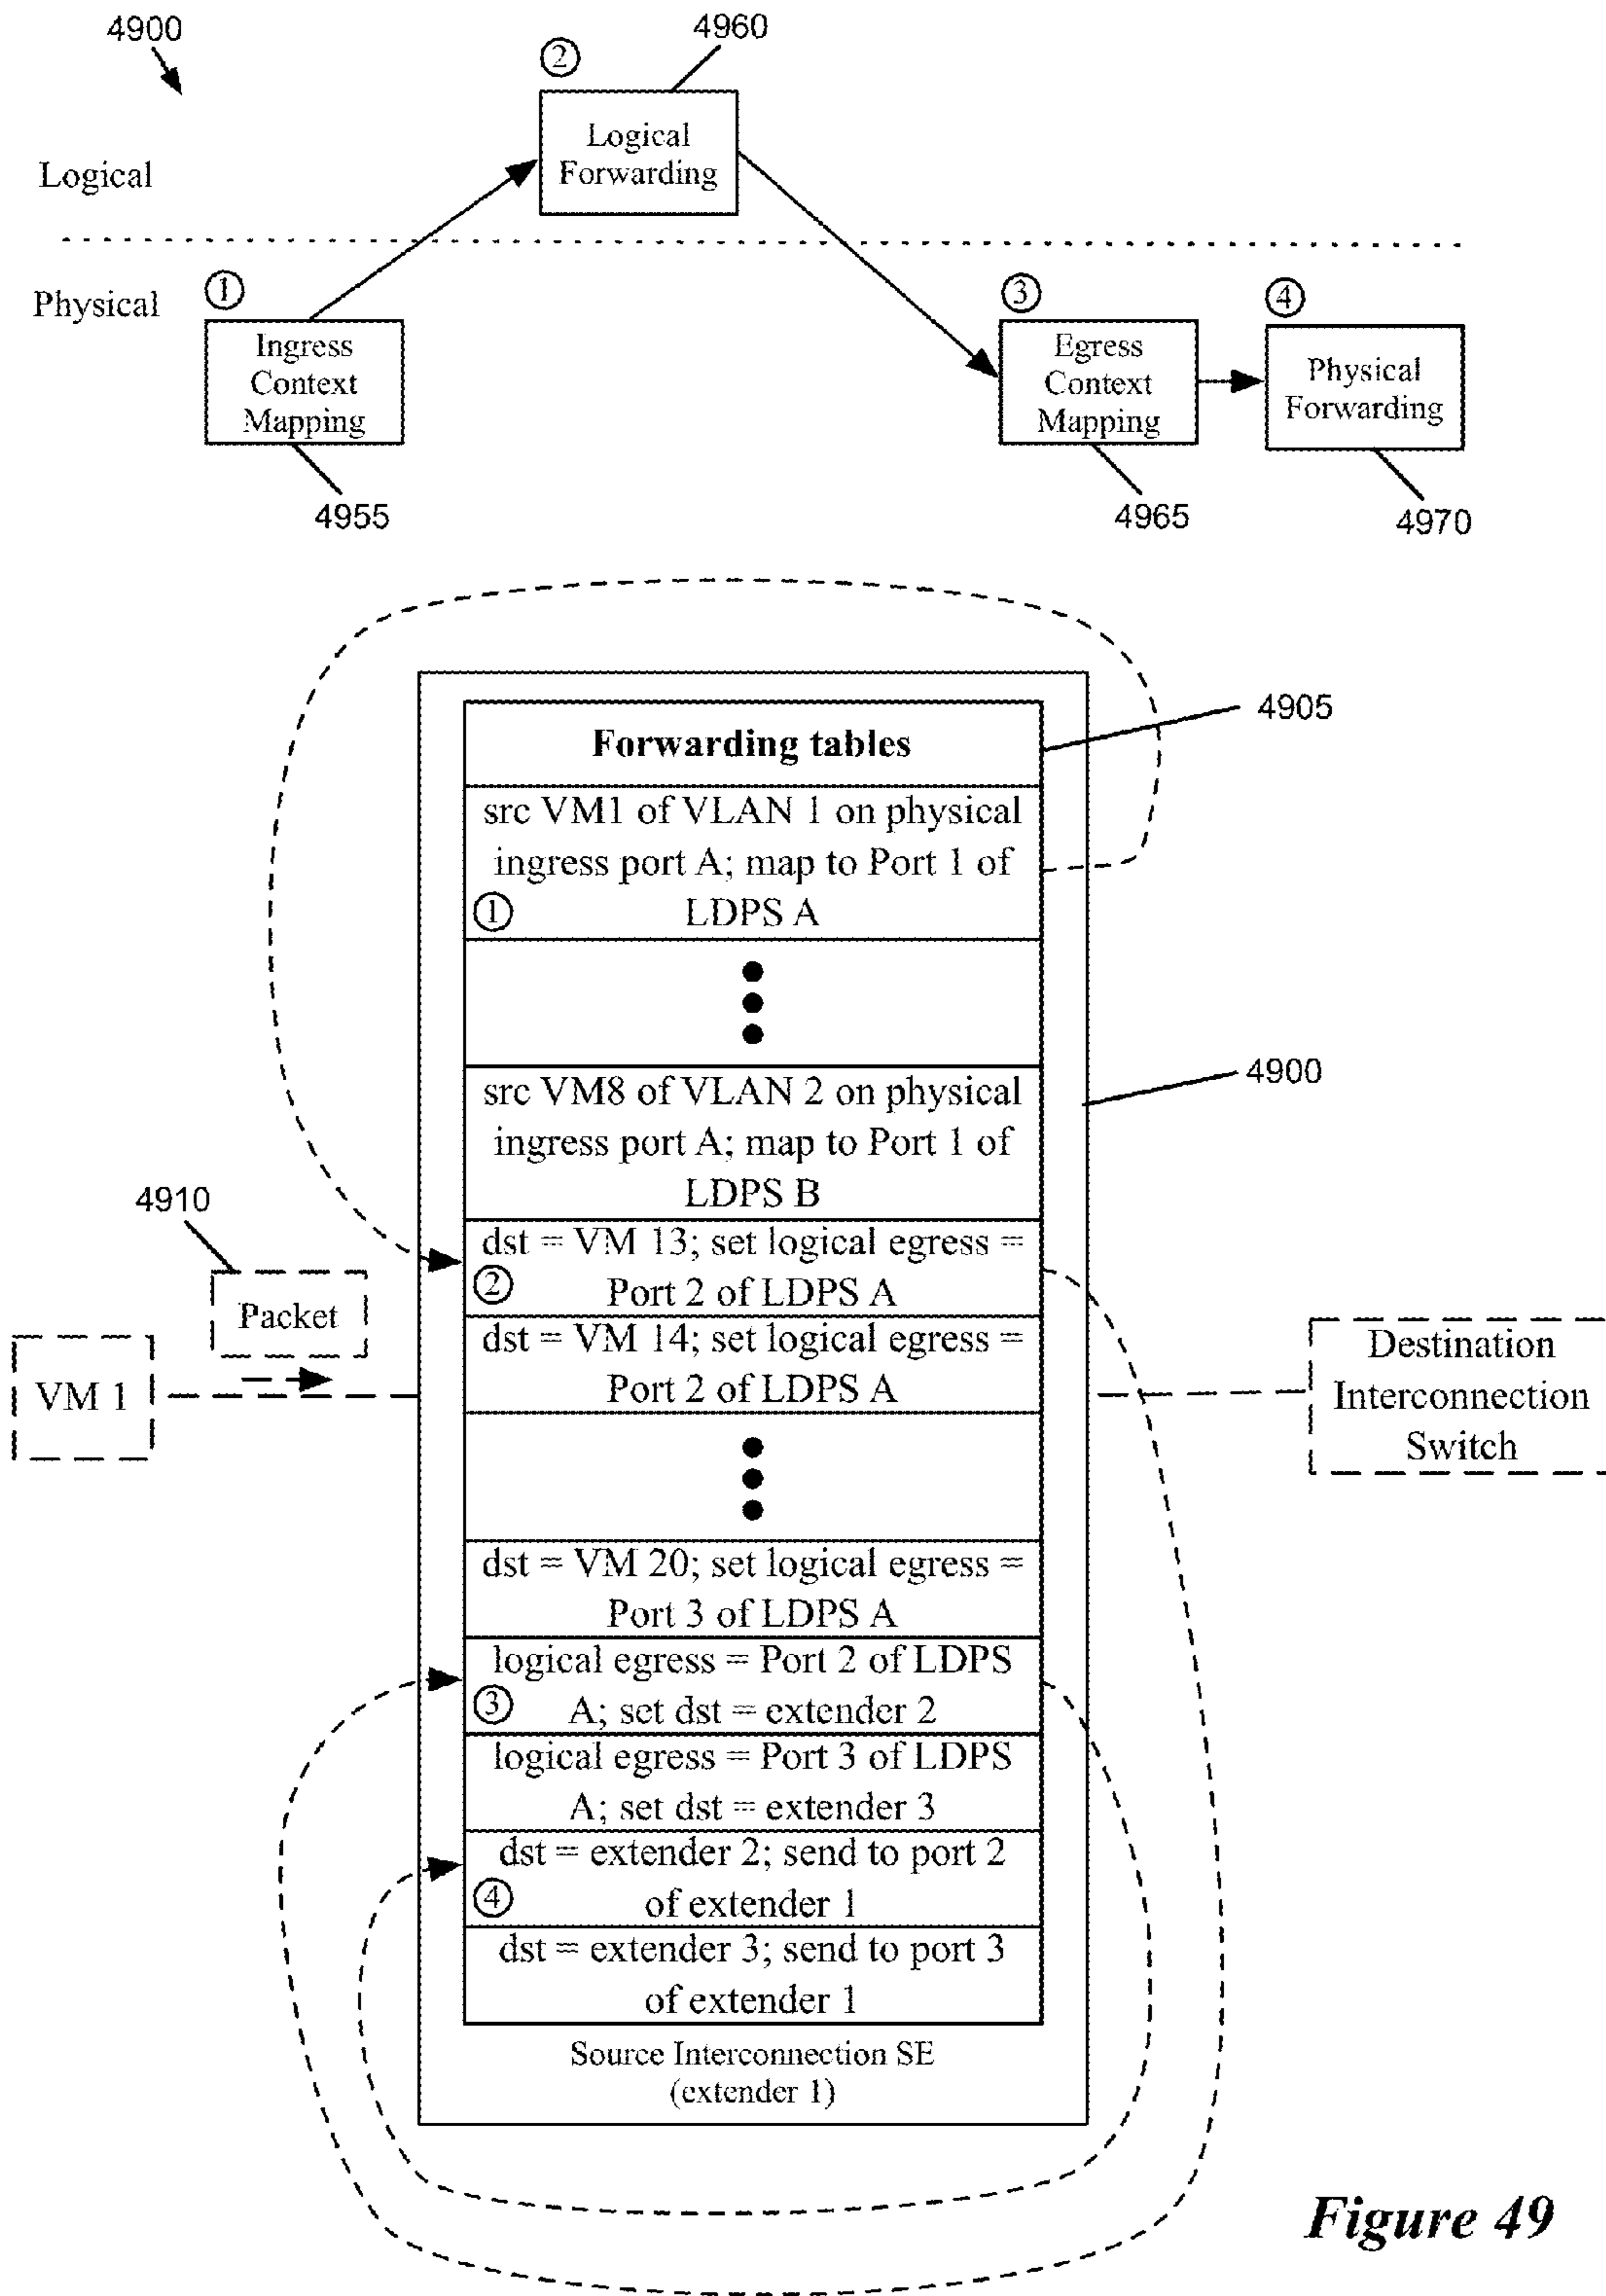 4900
4960
②
Logical
Forwarding
Logical
Physical
①
Ingress
Context
Mapping
③
Egress
Context
Mapping
④
Physical
Forwarding
4955
4965
4970
4905
Forwarding tables
src VM1 of VLAN 1 on physical
ingress port A; map to Port 1 of
① LDPS A
4900
src VM8 of VLAN 2 on physical
ingress port A; map to Port 1 of
LDPS B
4910
Packet
VM 1
dst = VM 13; set logical egress =
② Port 2 of LDPS A
dst = VM 14; set logical egress =
Port 2 of LDPS A
Destination
Interconnection
Switch
dst = VM 20; set logical egress =
Port 3 of LDPS A
logical egress = Port 2 of LDPS
③ A; set dst = extender 2
logical egress = Port 3 of LDPS
A; set dst = extender 3
dst = extender 2; send to port 2
④ of extender 1
dst = extender 3; send to port 3
of extender 1
Source Interconnection SE
(extender 1)
Figure 49